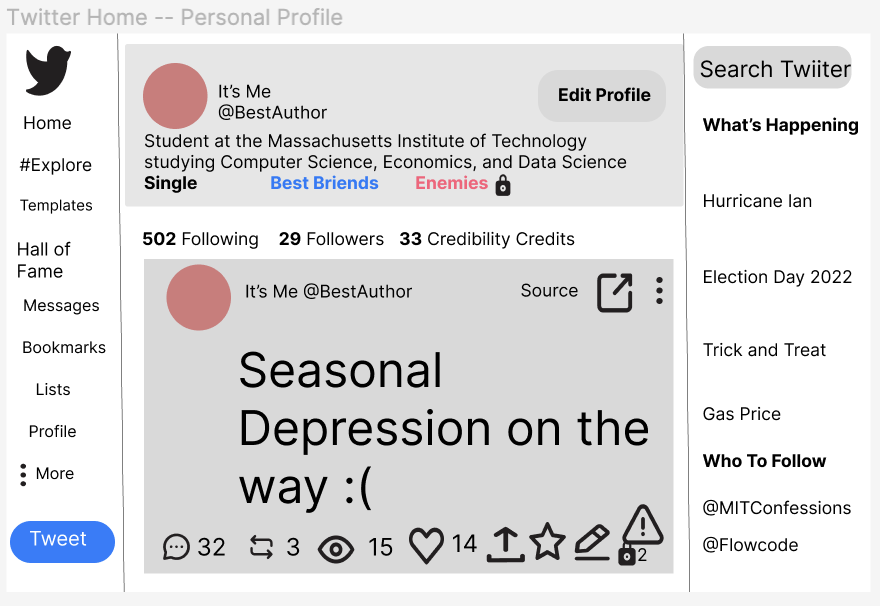 Twitter Home -- Personal Profile
Home
#Explore
Templates
Hall of
Fame
Messages
Bookmarks
Lists
Profile
More
Tweet
It's Me
@BestAuthor
Edit Profile
Student at the Massachusetts Institute of Technology
studying Computer Science, Economics, and Data Science
Single Best Briends Enemies
502 Following 29 Followers 33 Credibility Credits
It's Me @BestAuthor Source
Seasonal
Depression on the
way :(
32 3 15 14 2
Search Twiiter
What's Happening
Hurricane Ian
Election Day 2022
Trick and Treat
Gas Price
Who To Follow
@MITConfessions
@Flowcode